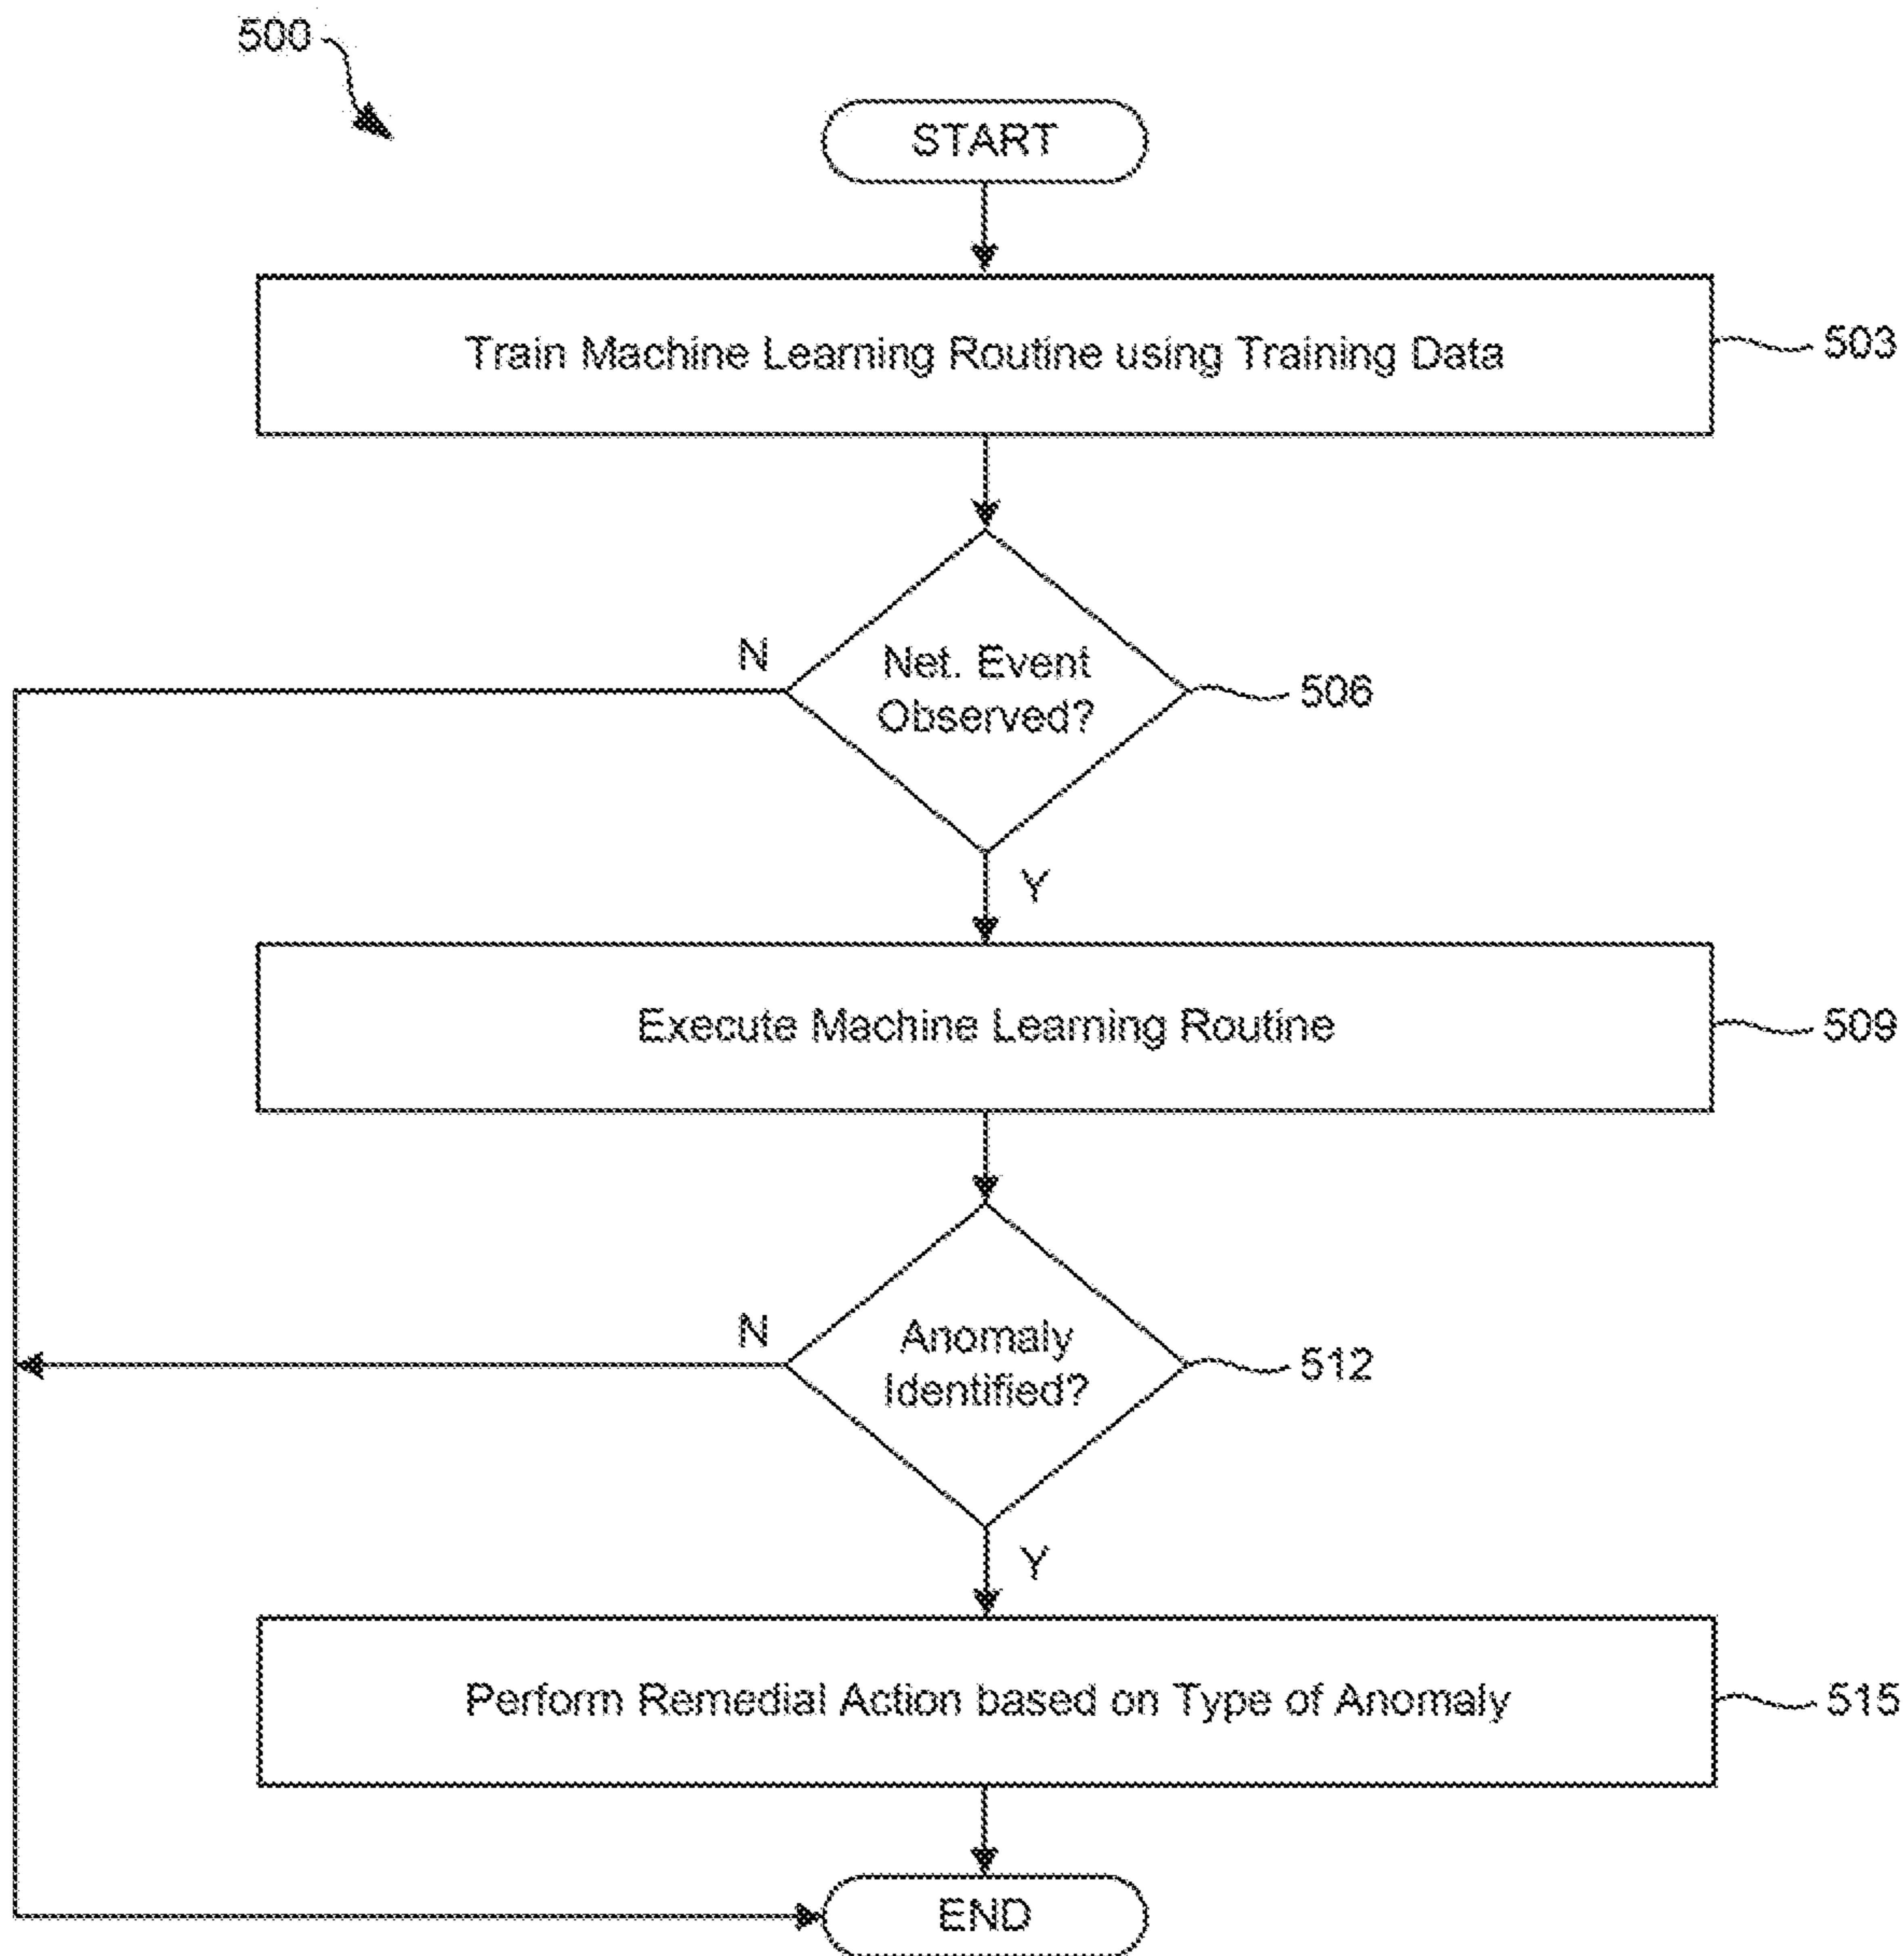 500
START
Train Machine Learning Routine using Training Data
503
N
Net. Event
Observed?
506
Y
Execute Machine Learning Routine
509
N
Anomaly
Identified?
512
Y
Perform Remedial Action based on Type of Anomaly
515
END